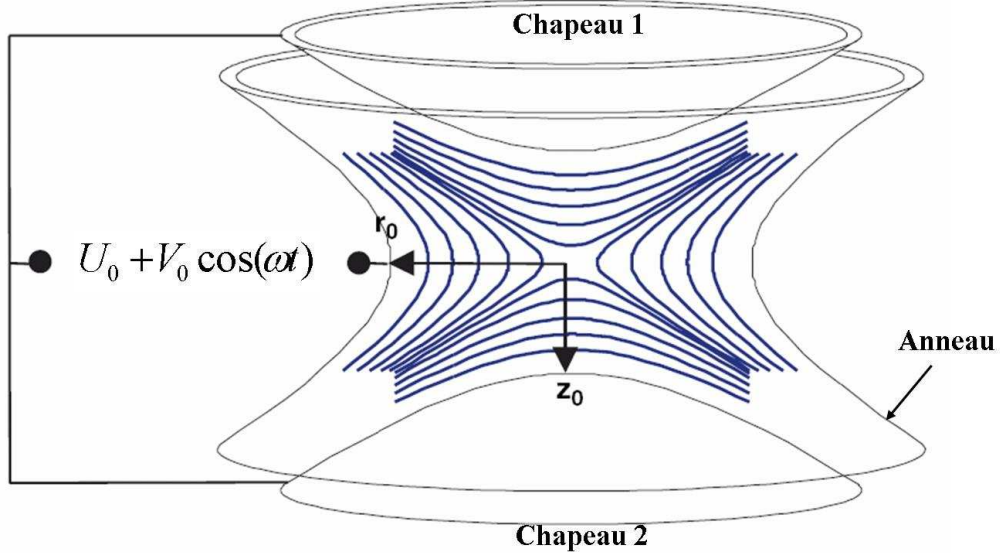 Chapeau 1
r₀
U₀ + V₀ cos(ωt)
Anneau
z₀
Chapeau 2